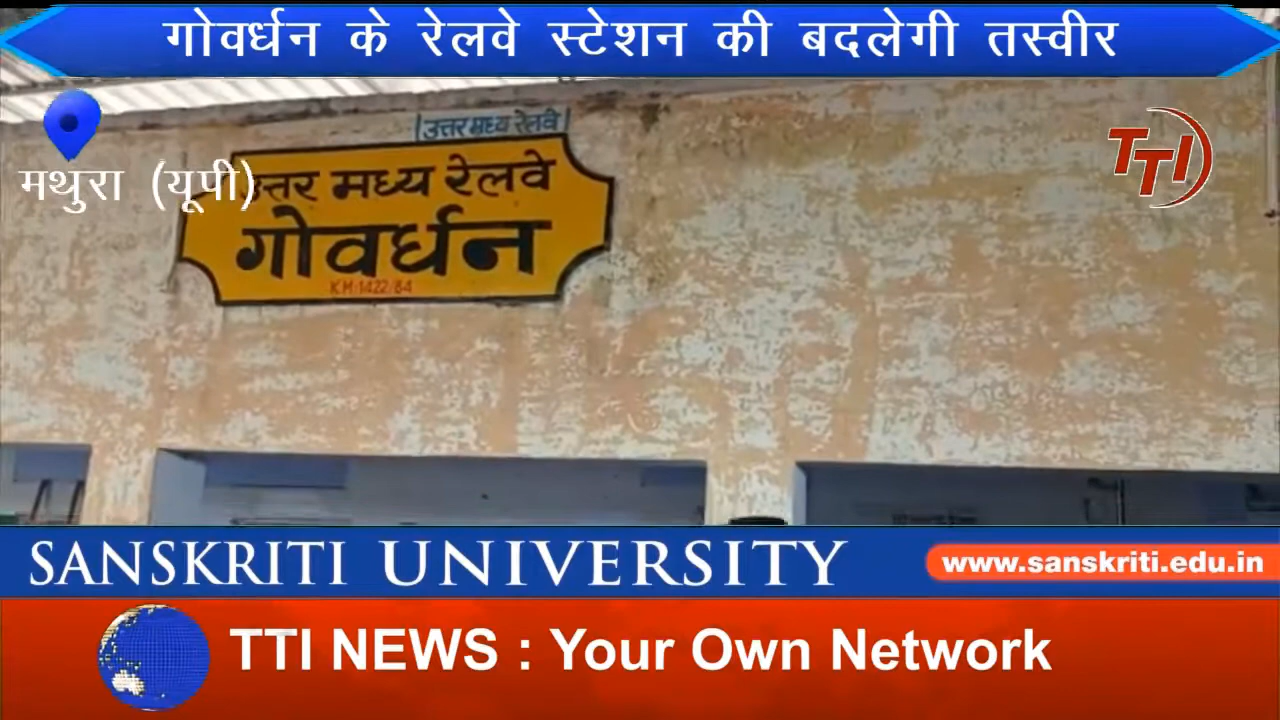 गोवर्धन के रेलवे स्टेशन की बदलेगी तस्वीर
मथुरा (यूपी)
TTI
|उत्तर मध्य रेलवे|
उत्तर मध्य रेलवे
गोवर्धन
KM:1422/84
SANSKRITI UNIVERSITY
www.sanskriti.edu.in
TTI NEWS : Your Own Network